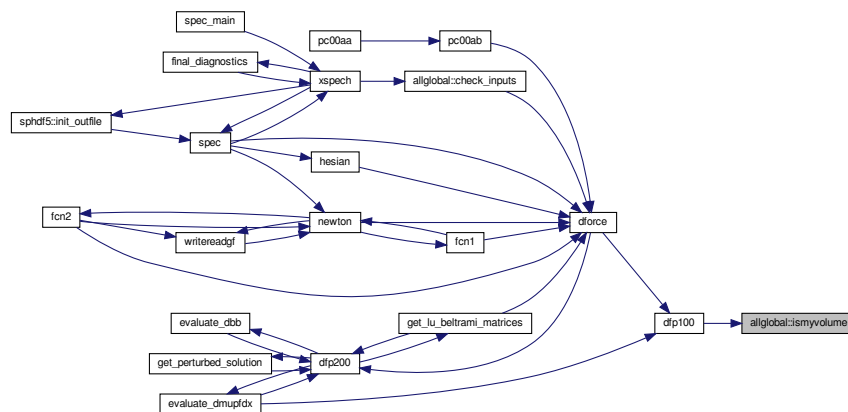 spec_main
pc00aa
pc00ab
final_diagnostics
xspech
allglobal::check_inputs
sphdf5::init_outfile
spec
hesian
fcn2
newton
dforce
writereadgf
fcn1
evaluate_dbb
get_lu_beltrami_matrices
dfp100
allglobal::ismyvolume
get_perturbed_solution
dfp200
evaluate_dmupfdx